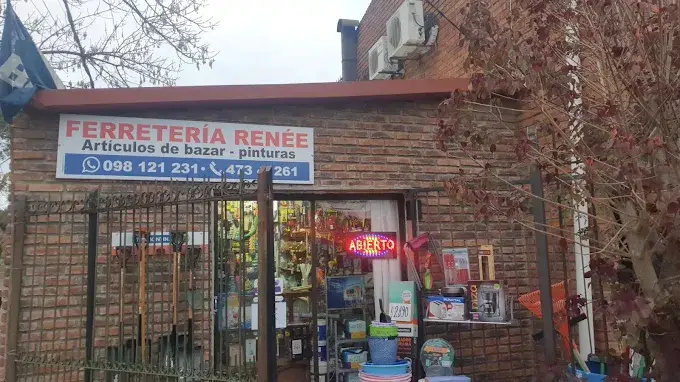 FERRETERÍA RENÉE
Artículos de bazar - pinturas
098 121 231 • 473 261
ABIERTO